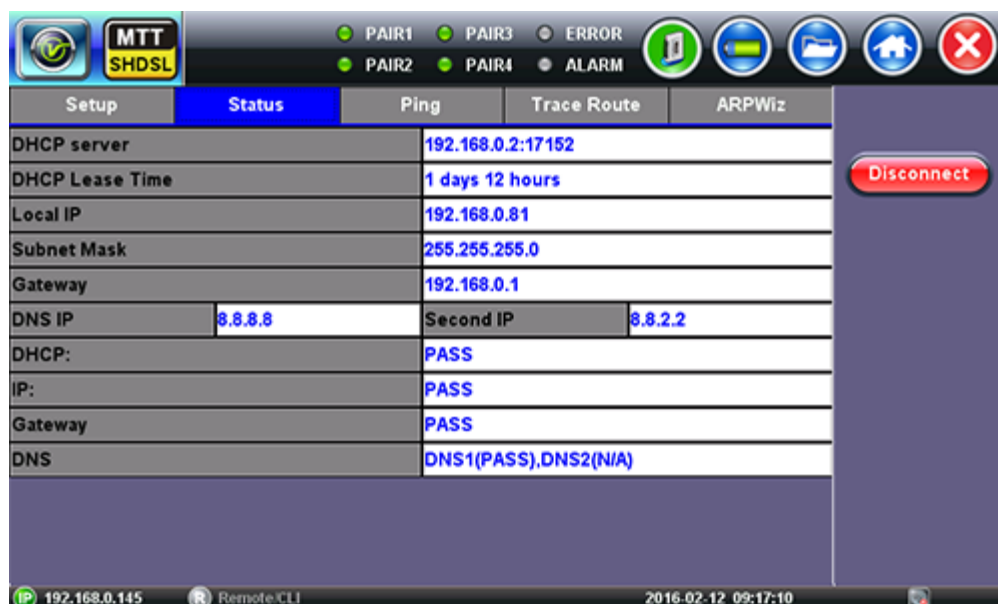 MTT PAIR1 PAIR3 ERROR
SHDSL PAIR2 PAIR4 ALARM
Setup Status Ping Trace Route ARPWiz
DHCP server 192.168.0.2:17152
DHCP Lease Time 1 days 12 hours
Disconnect
Local IP 192.168.0.81
Subnet Mask 255.255.255.0
Gateway 192.168.0.1
DNS IP 8.8.8.8 Second IP 8.8.2.2
DHCP: PASS
IP: PASS
Gateway PASS
DNS DNS1(PASS),DNS2(N/A)
IP 192.168.0.145 R Remote/CLI 2016-02-12 09:17:10